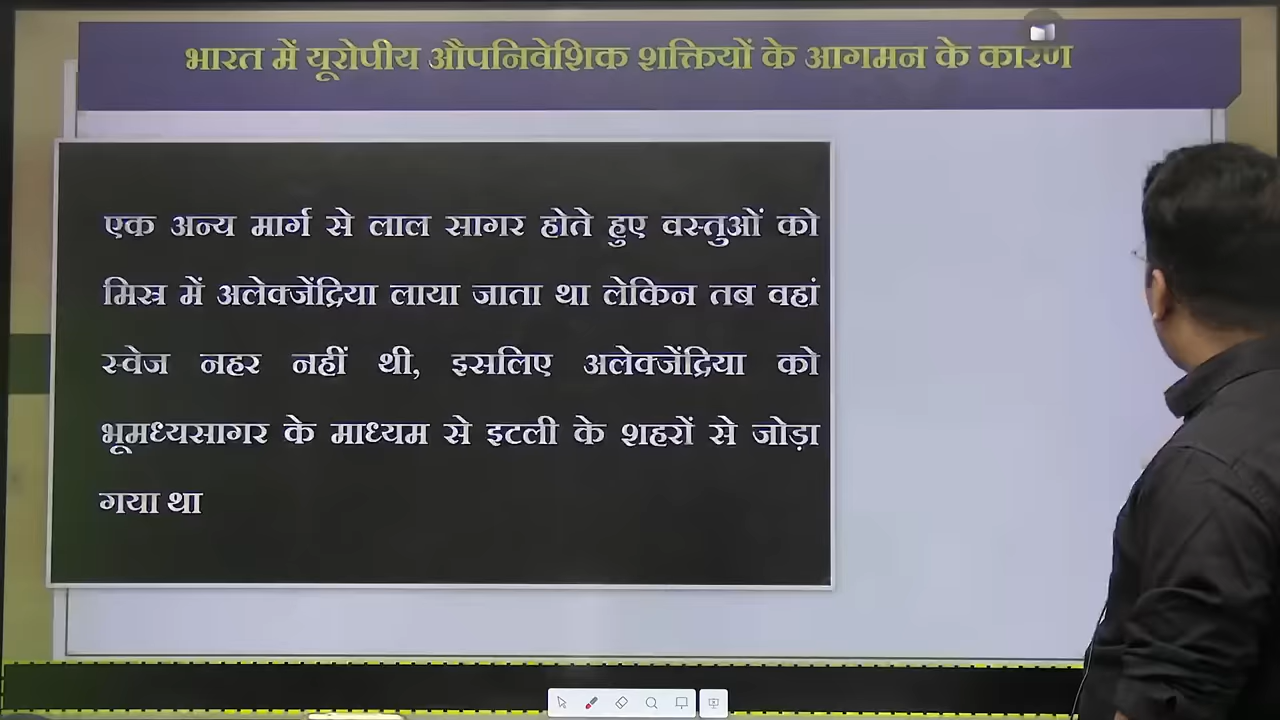 भारत में यूरोपीय औपनिवेशिक शक्तियों के आगमन के कारण
एक अन्य मार्ग से लाल सागर होते हुए वस्तुओं को
मिस्र में अलेक्जेंद्रिया लाया जाता था लेकिन तब वहां
स्वेज नहर नहीं थी, इसलिए अलेक्जेंद्रिया को
भूमध्यसागर के माध्यम से इटली के शहरों से जोड़ा
गया था